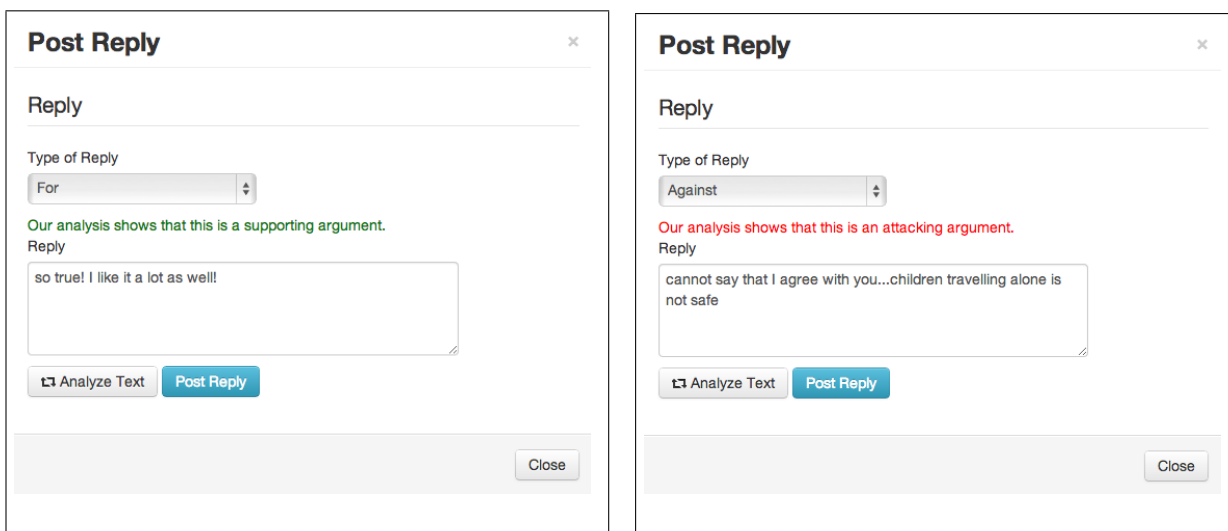 Post Reply
×
Reply
Type of Reply
For
Our analysis shows that this is a supporting argument.
Reply
so true! I like it a lot as well!
Analyze Text
Post Reply
Close
Post Reply
×
Reply
Type of Reply
Against
Our analysis shows that this is an attacking argument.
Reply
cannot say that I agree with you...children travelling alone is
not safe
Analyze Text
Post Reply
Close